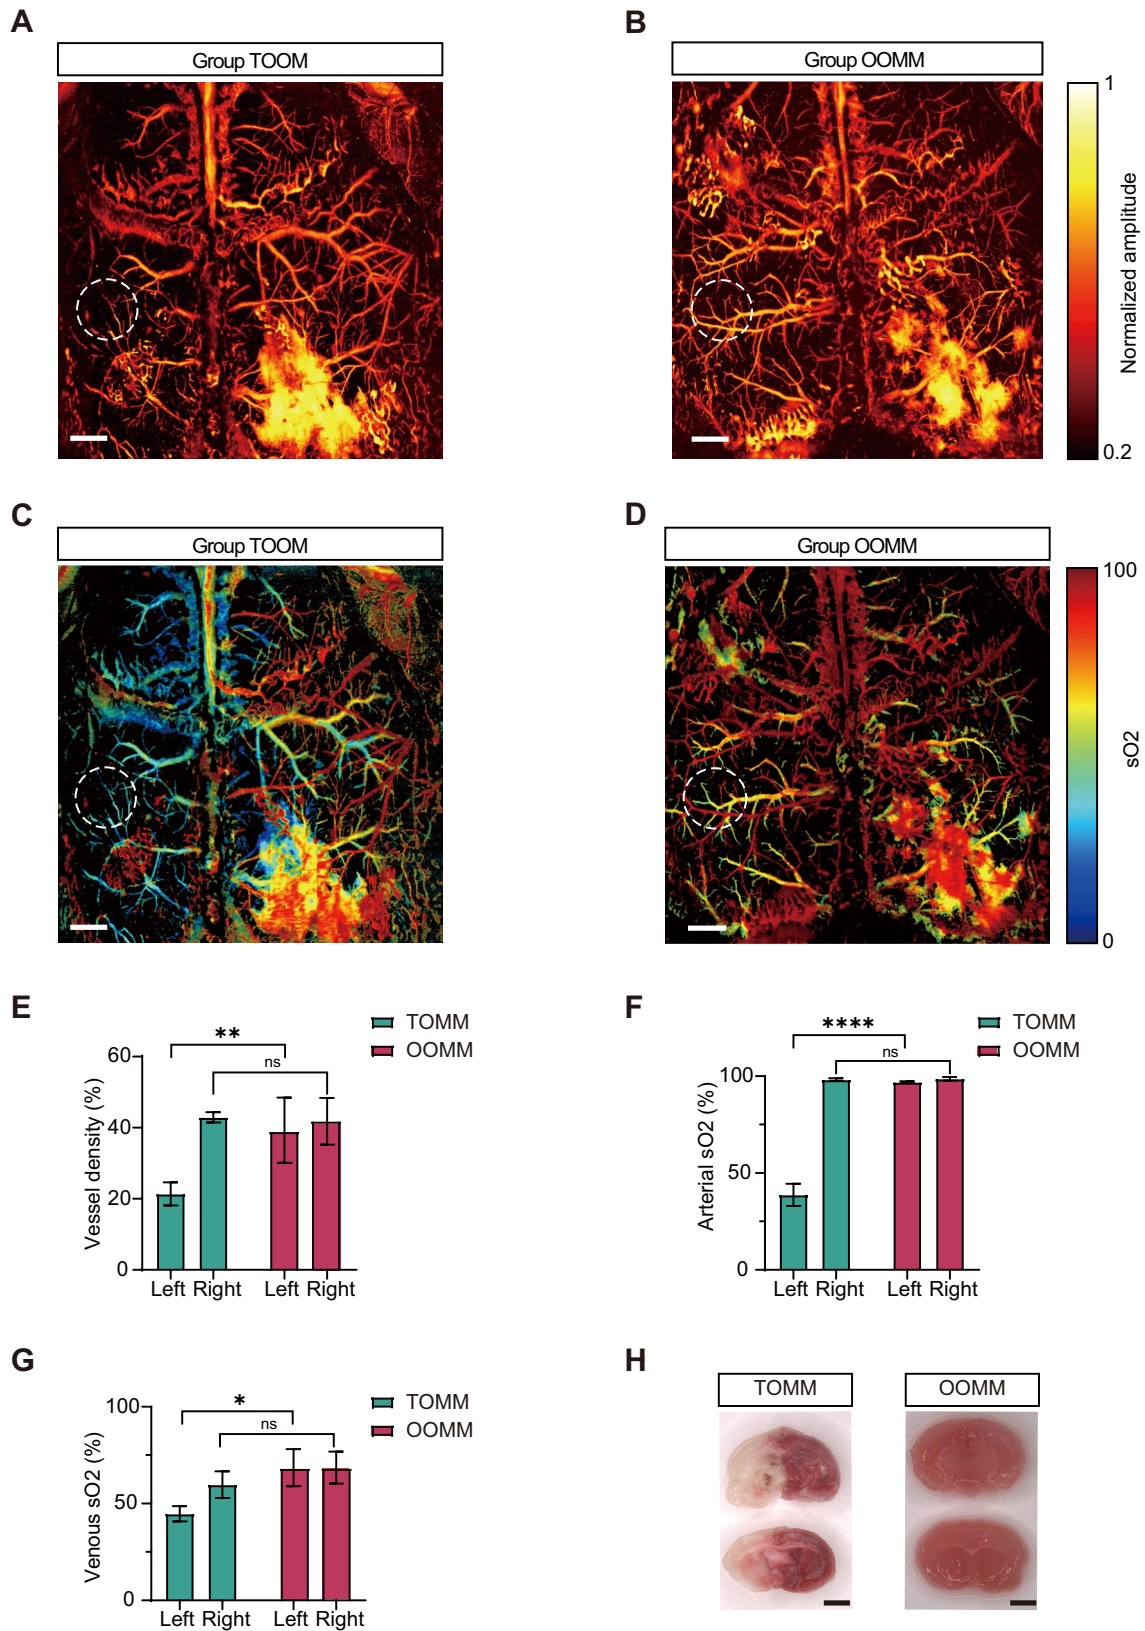 A
Group TOOM
B
Group OOMM
1
Normalized amplitude
0.2
C
Group TOOM
D
Group OOMM
100
sO2
0
E
TOMM
OOMM
**
ns
60
40
20
0
Vessel density (%)
Left Right Left Right
F
TOMM
OOMM
****
ns
100
50
0
Arterial sO2 (%)
Left Right Left Right
G
TOMM
OOMM
*
ns
100
50
0
Venous sO2 (%)
Left Right Left Right
H
TOMM
OOMM